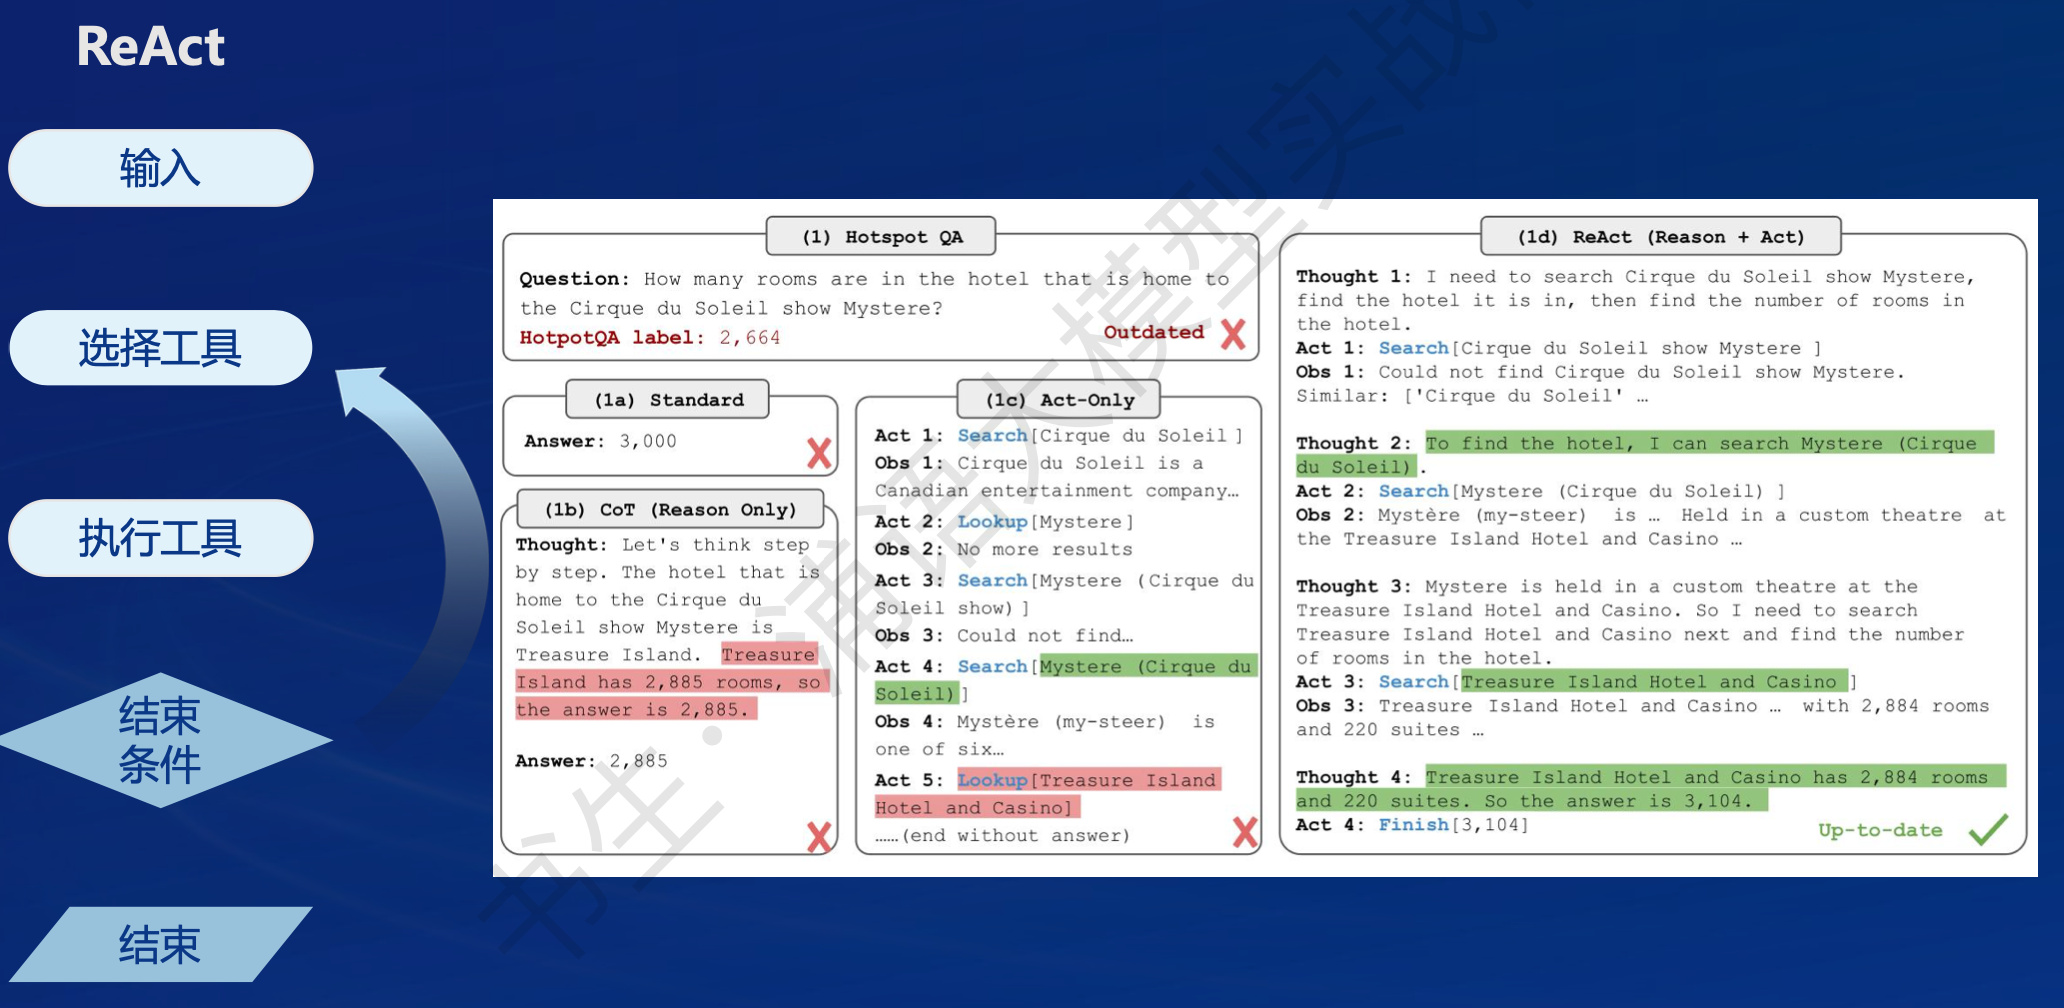 ReAct
输入
选择工具
执行工具
结束
条件
结束
(1) Hotspot QA
Question: How many rooms are in the hotel that is home to
the Cirque du Soleil show Mystere?
HotpotQA label: 2,664
Outdated
(1a) Standard
Answer: 3,000
(1b) CoT (Reason Only)
Thought: Let's think step
by step. The hotel that is
home to the Cirque du
Soleil show Mystere is
Treasure Island. Treasure
Island has 2,885 rooms, so
the answer is 2,885.
Answer: 2,885
(1c) Act-Only
Act 1: Search[Cirque du Soleil]
Obs 1: Cirque du Soleil is a
Canadian entertainment company…
Act 2: Lookup[Mystere]
Obs 2: No more results
Act 3: Search[Mystere (Cirque du
Soleil show)]
Obs 3: Could not find…
Act 4: Search[Mystere (Cirque du
Soleil)]
Obs 4: Mystère (my-steer) is
one of six…
Act 5: Lookup[Treasure Island
Hotel and Casino]
……(end without answer)
(1d) ReAct (Reason + Act)
Thought 1: I need to search Cirque du Soleil show Mystere,
find the hotel it is in, then find the number of rooms in
the hotel.
Act 1: Search[Cirque du Soleil show Mystere ]
Obs 1: Could not find Cirque du Soleil show Mystere.
Similar: ['Cirque du Soleil' …
Thought 2: To find the hotel, I can search Mystere (Cirque
du Soleil).
Act 2: Search[Mystere (Cirque du Soleil) ]
Obs 2: Mystère (my-steer) is … Held in a custom theatre at
the Treasure Island Hotel and Casino …
Thought 3: Mystere is held in a custom theatre at the
Treasure Island Hotel and Casino. So I need to search
Treasure Island Hotel and Casino next and find the number
of rooms in the hotel.
Act 3: Search[Treasure Island Hotel and Casino ]
Obs 3: Treasure Island Hotel and Casino … with 2,884 rooms
and 220 suites …
Thought 4: Treasure Island Hotel and Casino has 2,884 rooms
and 220 suites. So the answer is 3,104.
Act 4: Finish[3,104]
Up-to-date
书生·浦语大模型实战